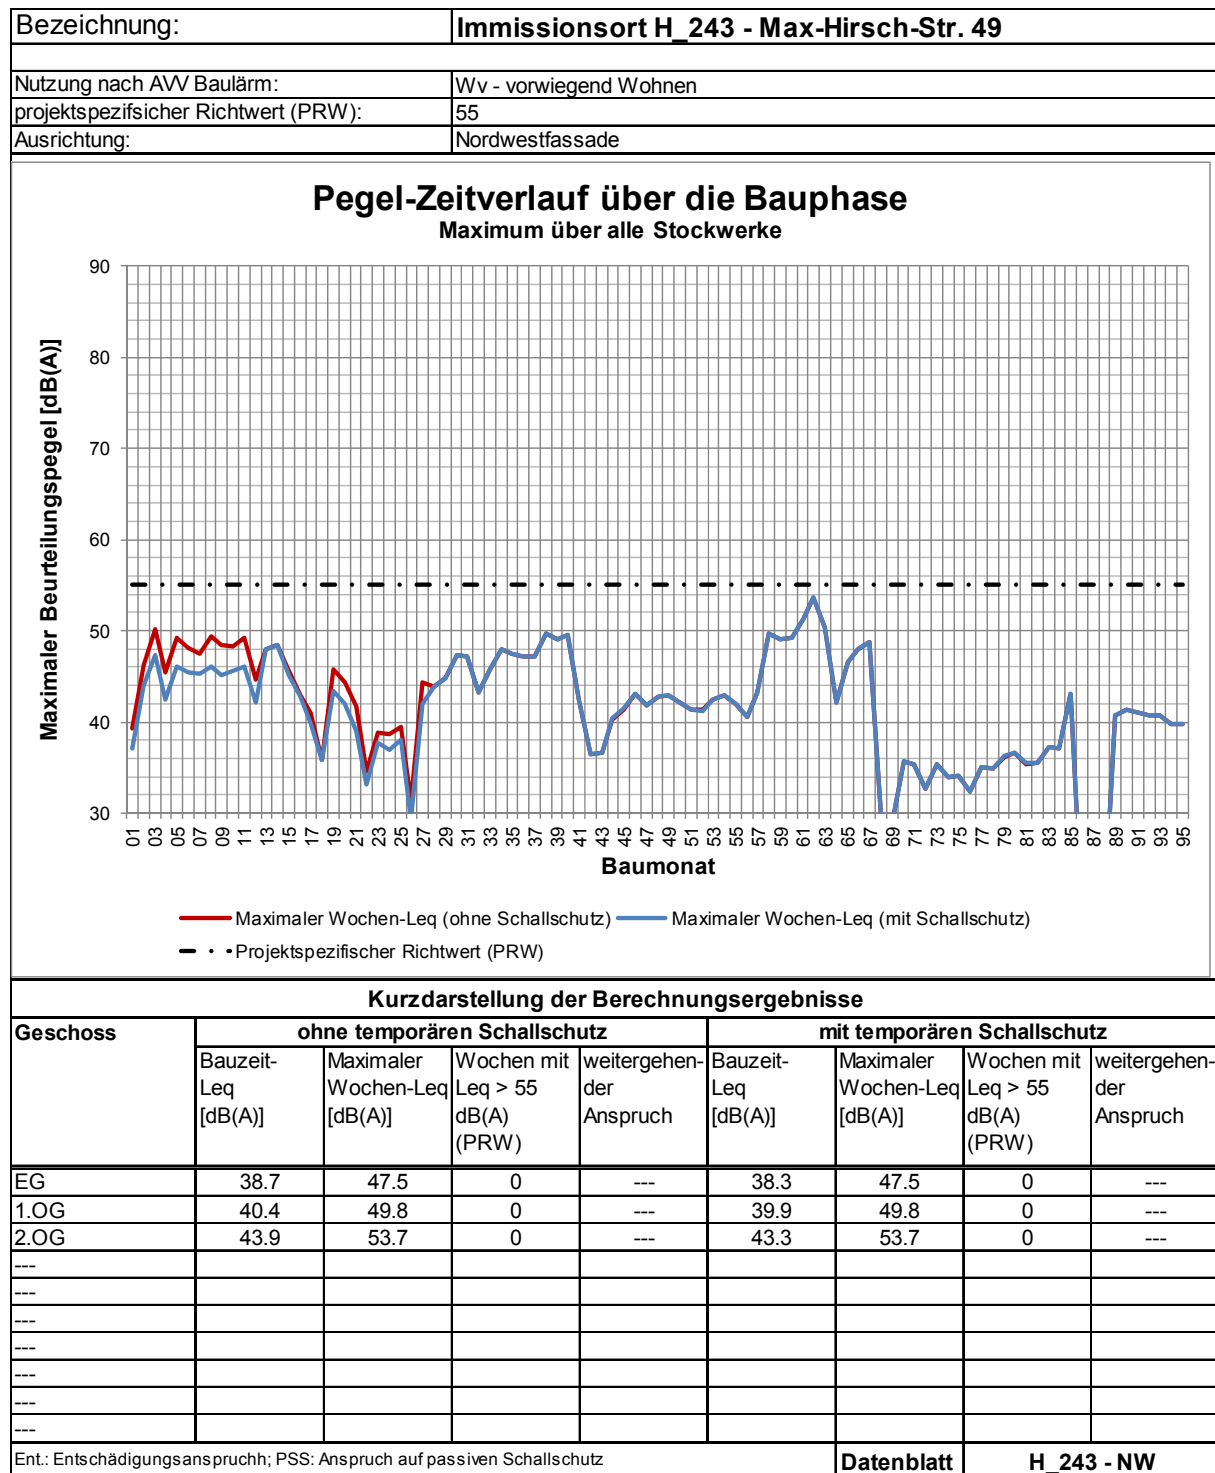 Bezeichnung: Immissionsort H_243 - Max-Hirsch-Str. 49
Nutzung nach AVV Baulärm: Wv - vorwiegend Wohnen
projektspezifsicher Richtwert (PRW): 55
Ausrichtung: Nordwestfassade
Pegel-Zeitverlauf über die Bauphase
Maximum über alle Stockwerke
Maximaler Beurteilungspegel [dB(A)]
90
80
70
60
50
40
30
01 03 05 07 09 11 13 15 17 19 21 23 25 27 29 31 33 35 37 39 41 43 45 47 49 51 53 55 57 59 61 63 65 67 69 71 73 75 77 79 81 83 85 87 89 91 93 95
Baumonat
Maximaler Wochen-Leq (ohne Schallschutz) Maximaler Wochen-Leq (mit Schallschutz)
Projektspezifischer Richtwert (PRW)
Kurzdarstellung der Berechnungsergebnisse
Geschoss ohne temporären Schallschutz mit temporären Schallschutz
Bauzeit- Maximaler Wochen mit weitergehen- Bauzeit- Maximaler Wochen mit weitergehen-
Leq Wochen-Leq Leq > 55 der Leq Wochen-Leq Leq > 55 der
[dB(A)] [dB(A)] dB(A) Anspruch [dB(A)] [dB(A)] dB(A) Anspruch
(PRW) (PRW)
EG 38.7 47.5 0 --- 38.3 47.5 0 ---
1.OG 40.4 49.8 0 --- 39.9 49.8 0 ---
2.OG 43.9 53.7 0 --- 43.3 53.7 0 ---
---
---
---
---
---
---
---
Ent.: Entschädigungsanspruchh; PSS: Anspruch auf passiven Schallschutz Datenblatt H_243 - NW